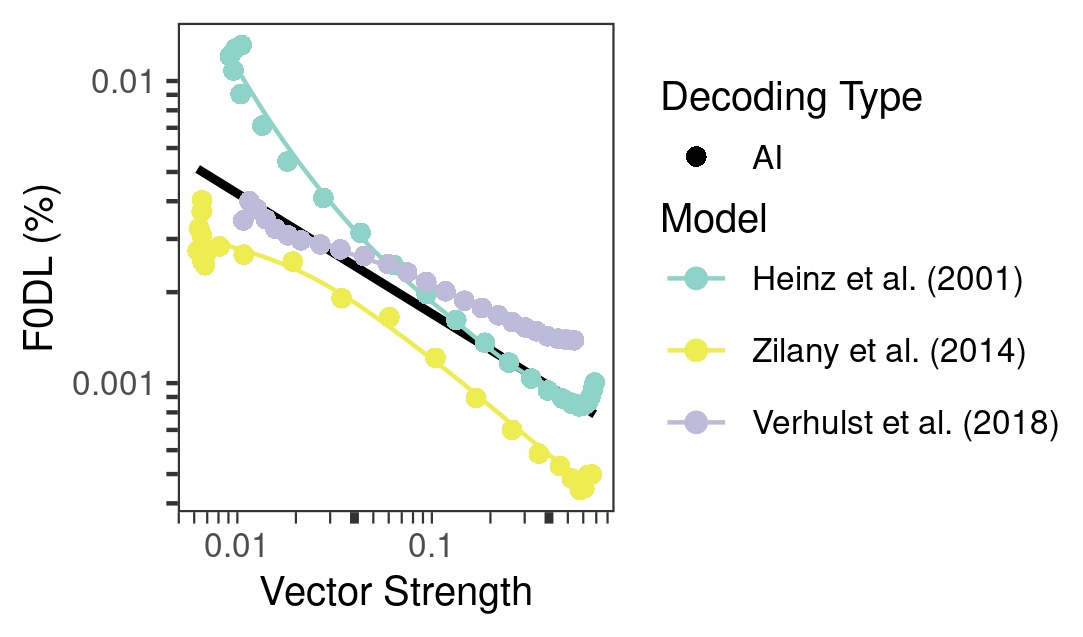 0.01
0.001
F0DL (%)
0.01
0.1
Vector Strength
Decoding Type
AI
Model
Heinz et al. (2001)
Zilany et al. (2014)
Verhulst et al. (2018)